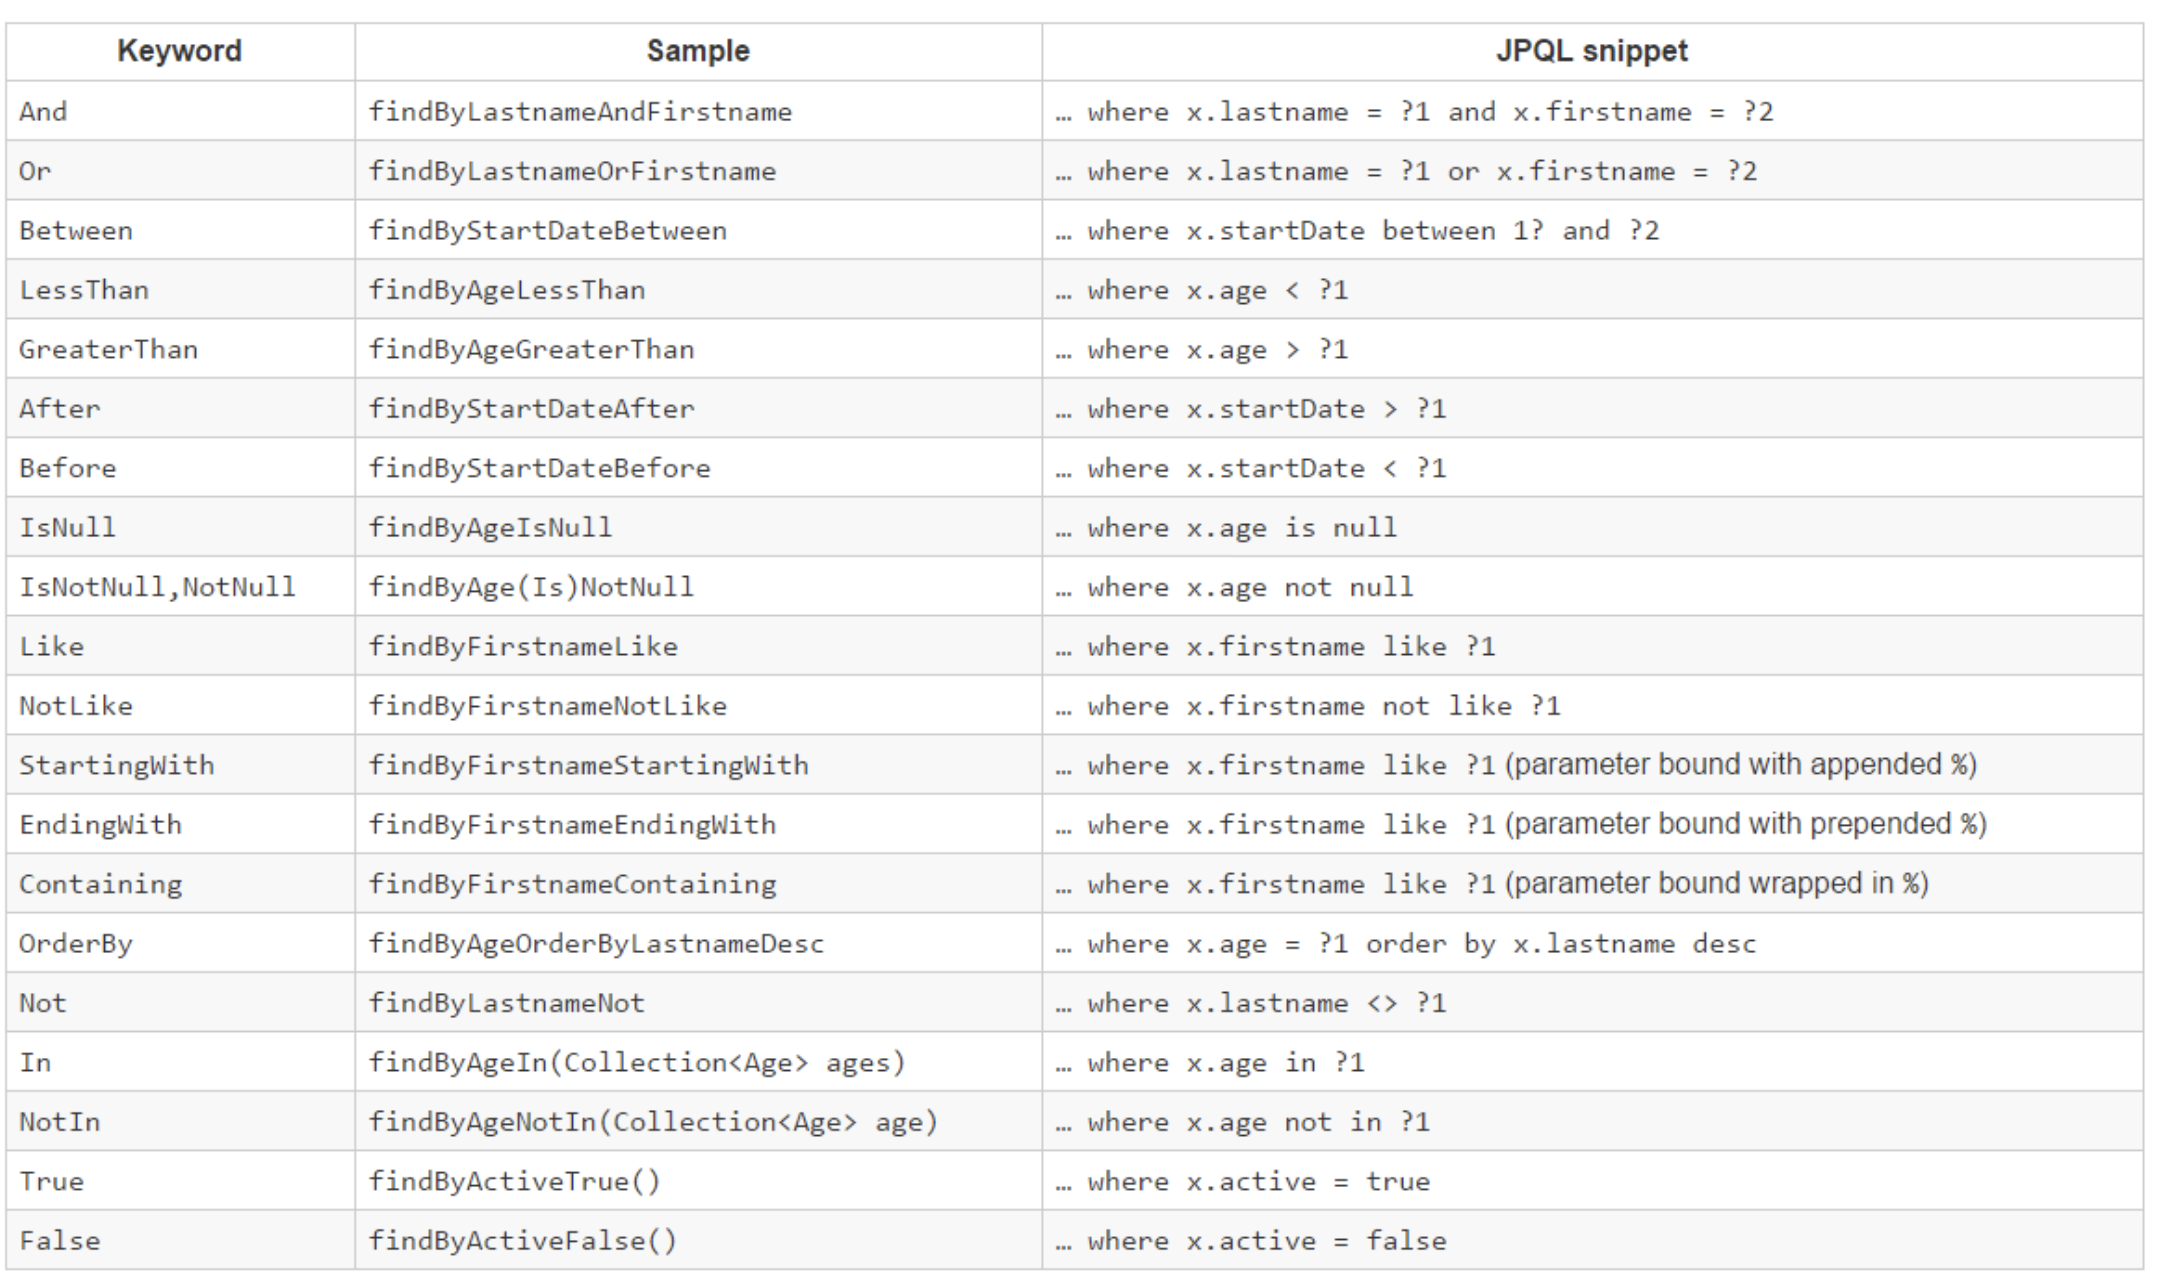 Keyword Sample JPQL snippet
And findByLastnameAndFirstname … where x.lastname = ?1 and x.firstname = ?2
Or findByLastnameOrFirstname … where x.lastname = ?1 or x.firstname = ?2
Between findByStartDateBetween … where x.startDate between 1? and ?2
LessThan findByAgeLessThan … where x.age < ?1
GreaterThan findByAgeGreaterThan … where x.age > ?1
After findByStartDateAfter … where x.startDate > ?1
Before findByStartDateBefore … where x.startDate < ?1
IsNull findByAgeIsNull … where x.age is null
IsNotNull,NotNull findByAge(Is)NotNull … where x.age not null
Like findByFirstnameLike … where x.firstname like ?1
NotLike findByFirstnameNotLike … where x.firstname not like ?1
StartingWith findByFirstnameStartingWith … where x.firstname like ?1 (parameter bound with appended %)
EndingWith findByFirstnameEndingWith … where x.firstname like ?1 (parameter bound with prepended %)
Containing findByFirstnameContaining … where x.firstname like ?1 (parameter bound wrapped in %)
OrderBy findByAgeOrderByLastnameDesc … where x.age = ?1 order by x.lastname desc
Not findByLastnameNot … where x.lastname <> ?1
In findByAgeIn(Collection<Age> ages) … where x.age in ?1
NotIn findByAgeNotIn(Collection<Age> age) … where x.age not in ?1
True findByActiveTrue() … where x.active = true
False findByActiveFalse() … where x.active = false